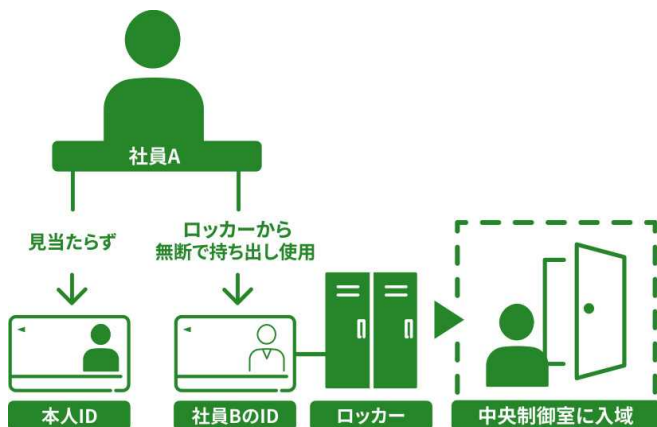 社員A
見当たらず
ロッカーから
無断で持ち出し使用
本人ID
社員BのID
ロッカー
中央制御室に入域